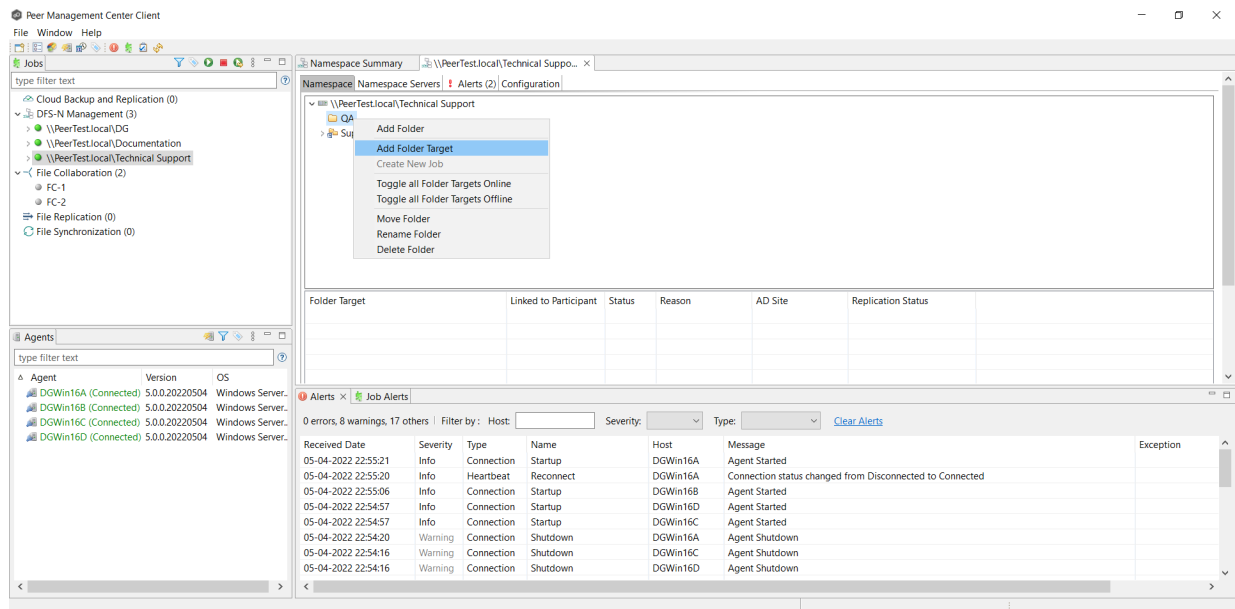 Peer Management Center Client
File Window Help
Jobs
type filter text
Cloud Backup and Replication (0)
DFS-N Management (3)
\\PeerTest.local\DG
\\PeerTest.local\Documentation
\\PeerTest.local\Technical Support
File Collaboration (2)
FC-1
FC-2
File Replication (0)
File Synchronization (0)
Namespace Summary \\PeerTest.local\Technical Suppo...
Namespace Namespace Servers Alerts (2) Configuration
\\PeerTest.local\Technical Support
QA
Sup
Add Folder
Add Folder Target
Create New Job
Toggle all Folder Targets Online
Toggle all Folder Targets Offline
Move Folder
Rename Folder
Delete Folder
Folder Target Linked to Participant Status Reason AD Site Replication Status
Agents
type filter text
Agent Version OS
DGWin16A (Connected) 5.0.0.20220504 Windows Server..
DGWin16B (Connected) 5.0.0.20220504 Windows Server..
DGWin16C (Connected) 5.0.0.20220504 Windows Server..
DGWin16D (Connected) 5.0.0.20220504 Windows Server..
Alerts Job Alerts
0 errors, 8 warnings, 17 others Filter by : Host: Severity: Type: Clear Alerts
Received Date Severity Type Name Host Message Exception
05-04-2022 22:55:21 Info Connection Startup DGWin16A Agent Started
05-04-2022 22:55:20 Info Heartbeat Reconnect DGWin16A Connection status changed from Disconnected to Connected
05-04-2022 22:55:06 Info Connection Startup DGWin16B Agent Started
05-04-2022 22:54:57 Info Connection Startup DGWin16D Agent Started
05-04-2022 22:54:57 Info Connection Startup DGWin16C Agent Started
05-04-2022 22:54:20 Warning Connection Shutdown DGWin16A Agent Shutdown
05-04-2022 22:54:16 Warning Connection Shutdown DGWin16C Agent Shutdown
05-04-2022 22:54:16 Warning Connection Shutdown DGWin16D Agent Shutdown